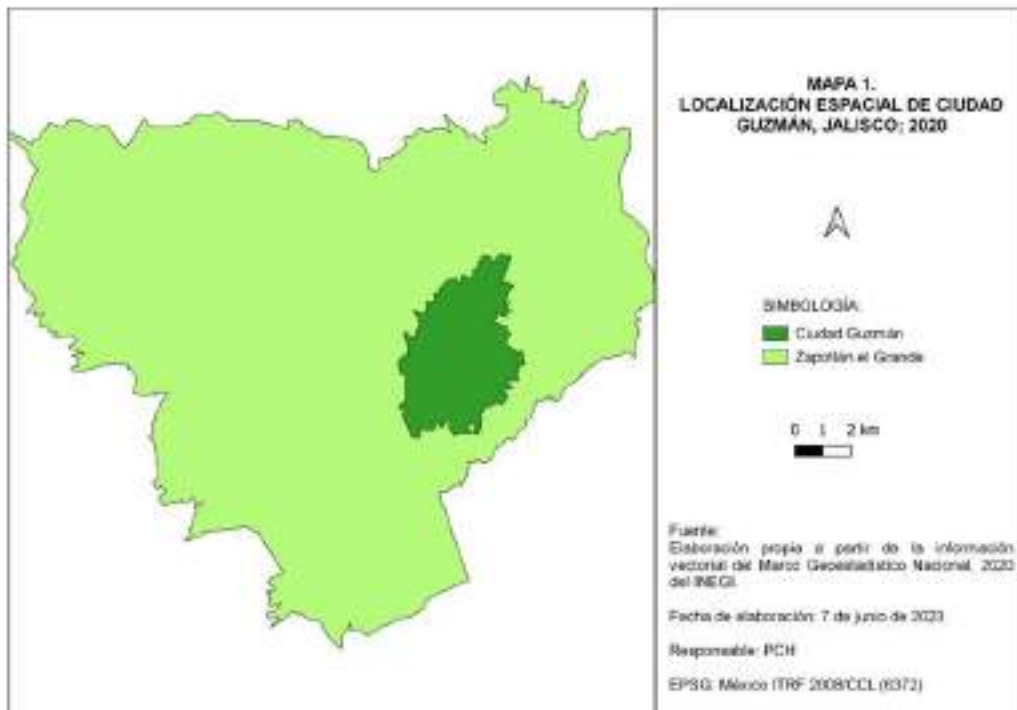 MAPA 1.
LOCALIZACIÓN ESPACIAL DE CIUDAD
GUZMÁN, JALISCO; 2020
SIMBOLOGÍA:
Ciudad Guzmán
Zapotlán el Grande
0 1 2 km
Fuente:
Elaboración propia a partir de la información
vectorial del Marco Geoestadístico Nacional, 2020
del INEGI.
Fecha de elaboración: 7 de junio de 2023
Responsable: PCH
EPSG: México ITRF 2008/CCL (6372)